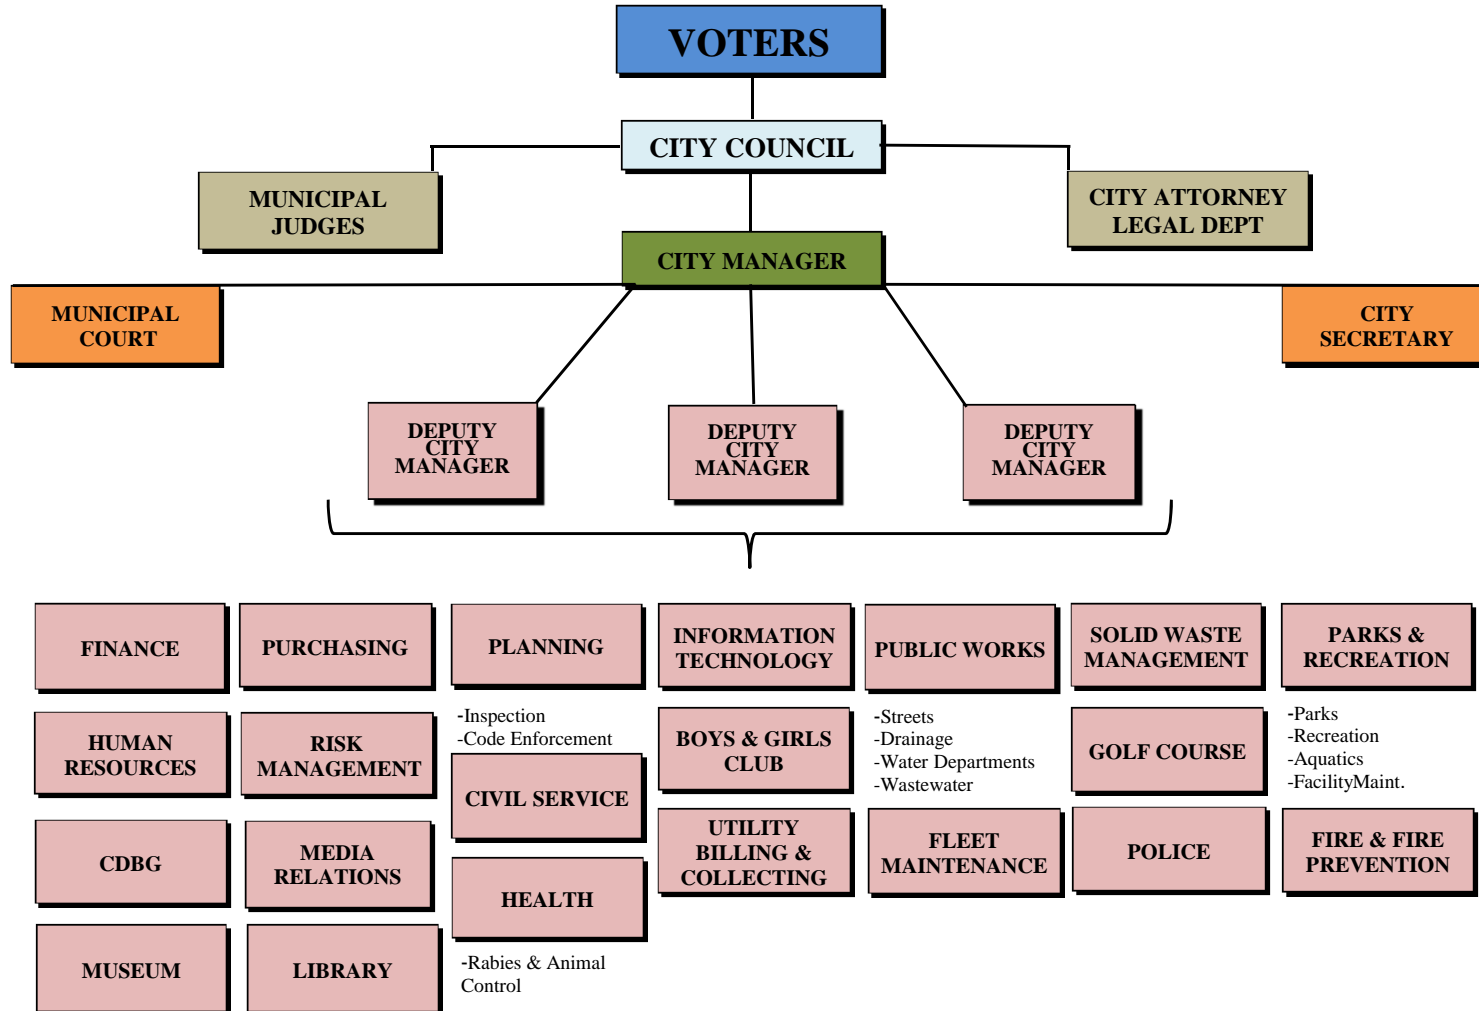 VOTERS
CITY COUNCIL
MUNICIPAL
JUDGES
CITY ATTORNEY
LEGAL DEPT
CITY MANAGER
MUNICIPAL
COURT
CITY
SECRETARY
DEPUTY
CITY
MANAGER
DEPUTY
CITY
MANAGER
DEPUTY
CITY
MANAGER
FINANCE
PURCHASING
PLANNING
INFORMATION
TECHNOLOGY
PUBLIC WORKS
SOLID WASTE
MANAGEMENT
PARKS &
RECREATION
HUMAN
RESOURCES
RISK
MANAGEMENT
-Inspection
-Code Enforcement
BOYS & GIRLS
CLUB
-Streets
-Drainage
-Water Departments
-Wastewater
GOLF COURSE
-Parks
-Recreation
-Aquatics
-FacilityMaint.
CIVIL SERVICE
CDBG
MEDIA
RELATIONS
UTILITY
BILLING &
COLLECTING
FLEET
MAINTENANCE
POLICE
FIRE & FIRE
PREVENTION
HEALTH
MUSEUM
LIBRARY
-Rabies & Animal
Control